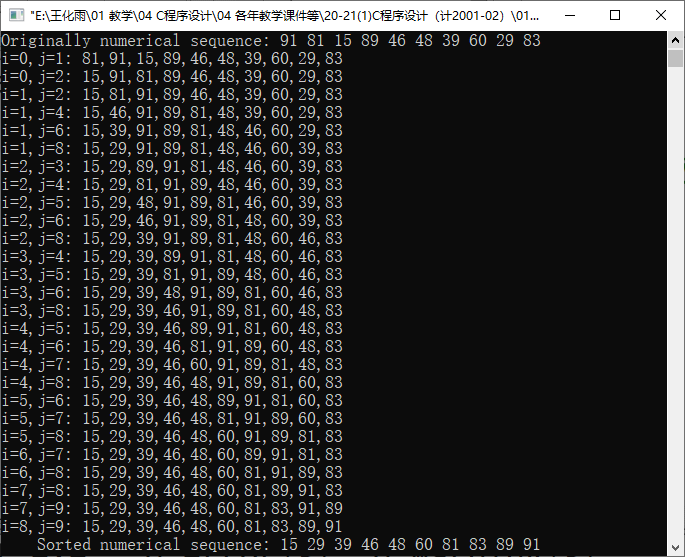 "E:\王化雨\01 教学\04 C程序设计\04 各年教学课件等\20-21(1)C程序设计（计2001-02）\01...
Originally numerical sequence: 91 81 15 89 46 48 39 60 29 83
i=0,j=1: 81,91,15,89,46,48,39,60,29,83
i=0,j=2: 15,91,81,89,46,48,39,60,29,83
i=1,j=2: 15,81,91,89,46,48,39,60,29,83
i=1,j=4: 15,46,91,89,81,48,39,60,29,83
i=1,j=6: 15,39,91,89,81,48,46,60,29,83
i=1,j=8: 15,29,91,89,81,48,46,60,39,83
i=2,j=3: 15,29,89,91,81,48,46,60,39,83
i=2,j=4: 15,29,81,91,89,48,46,60,39,83
i=2,j=5: 15,29,48,91,89,81,46,60,39,83
i=2,j=6: 15,29,46,91,89,81,48,60,39,83
i=2,j=8: 15,29,39,91,89,81,48,60,46,83
i=3,j=4: 15,29,39,89,91,81,48,60,46,83
i=3,j=5: 15,29,39,81,91,89,48,60,46,83
i=3,j=6: 15,29,39,48,91,89,81,60,46,83
i=3,j=8: 15,29,39,46,91,89,81,60,48,83
i=4,j=5: 15,29,39,46,89,91,81,60,48,83
i=4,j=6: 15,29,39,46,81,91,89,60,48,83
i=4,j=7: 15,29,39,46,60,91,89,81,48,83
i=4,j=8: 15,29,39,46,48,91,89,81,60,83
i=5,j=6: 15,29,39,46,48,89,91,81,60,83
i=5,j=7: 15,29,39,46,48,81,91,89,60,83
i=5,j=8: 15,29,39,46,48,60,91,89,81,83
i=6,j=7: 15,29,39,46,48,60,89,91,81,83
i=6,j=8: 15,29,39,46,48,60,81,91,89,83
i=7,j=8: 15,29,39,46,48,60,81,89,91,83
i=7,j=9: 15,29,39,46,48,60,81,83,91,89
i=8,j=9: 15,29,39,46,48,60,81,83,89,91
Sorted numerical sequence: 15 29 39 46 48 60 81 83 89 91